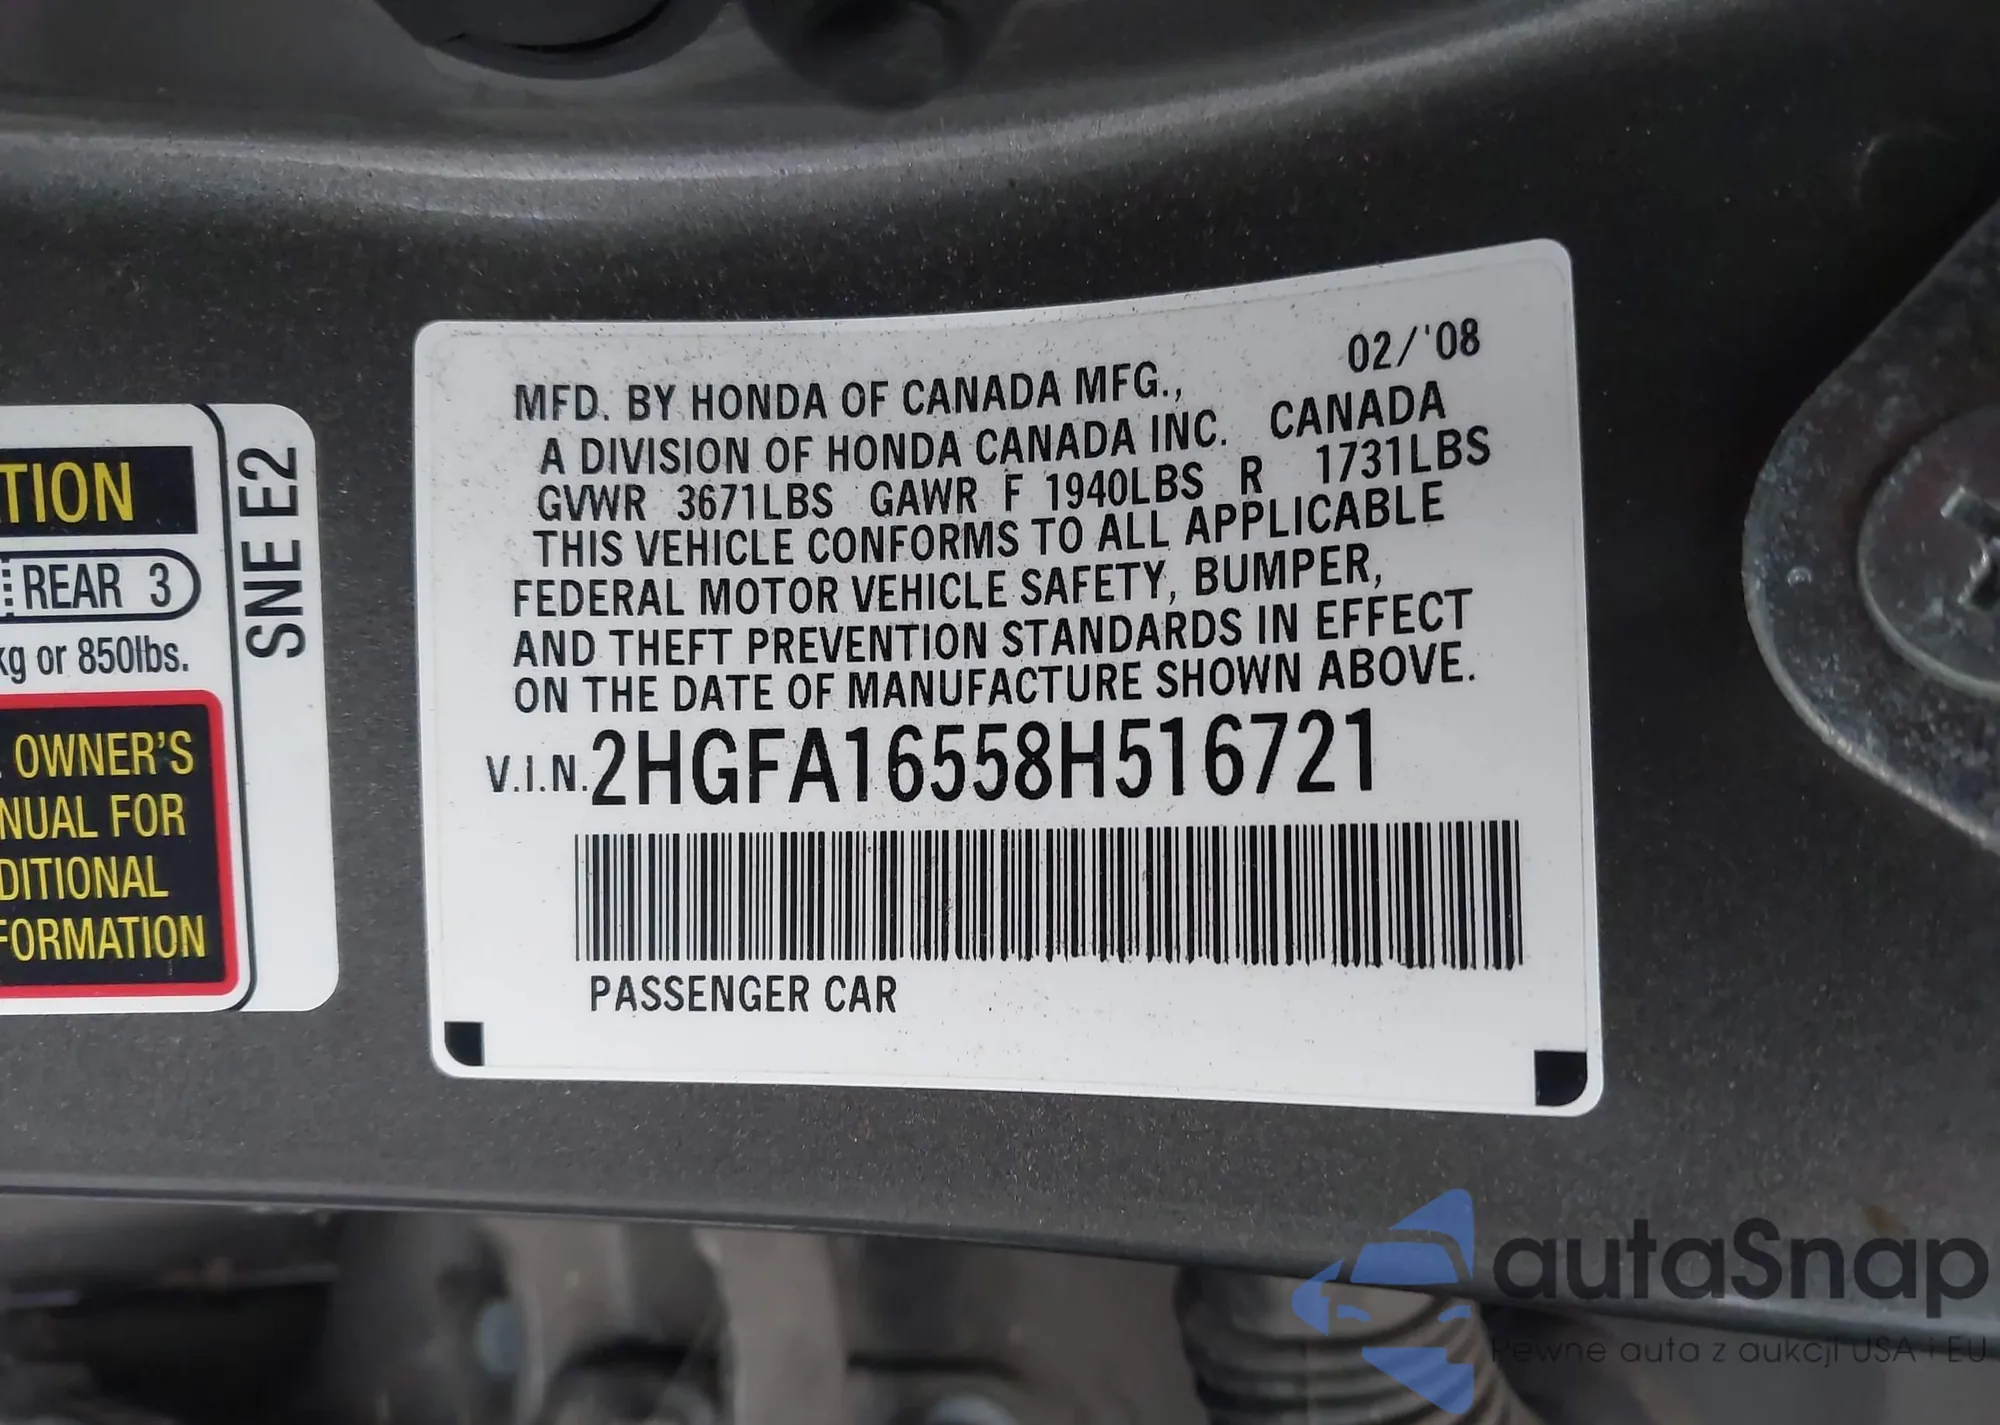 TION
REAR 3
kg or 850lbs.
OWNER'S
NUAL FOR
DITIONAL
FORMATION
SNE E2
02/'08
MFD. BY HONDA OF CANADA MFG.,
A DIVISION OF HONDA CANADA INC. CANADA
GVWR 3671LBS GAWR F 1940LBS R 1731LBS
THIS VEHICLE CONFORMS TO ALL APPLICABLE
FEDERAL MOTOR VEHICLE SAFETY, BUMPER,
AND THEFT PREVENTION STANDARDS IN EFFECT
ON THE DATE OF MANUFACTURE SHOWN ABOVE.
V.I.N. 2HGFA16558H516721
PASSENGER CAR
autaSnap
Pewne auta z aukcji USA i EU